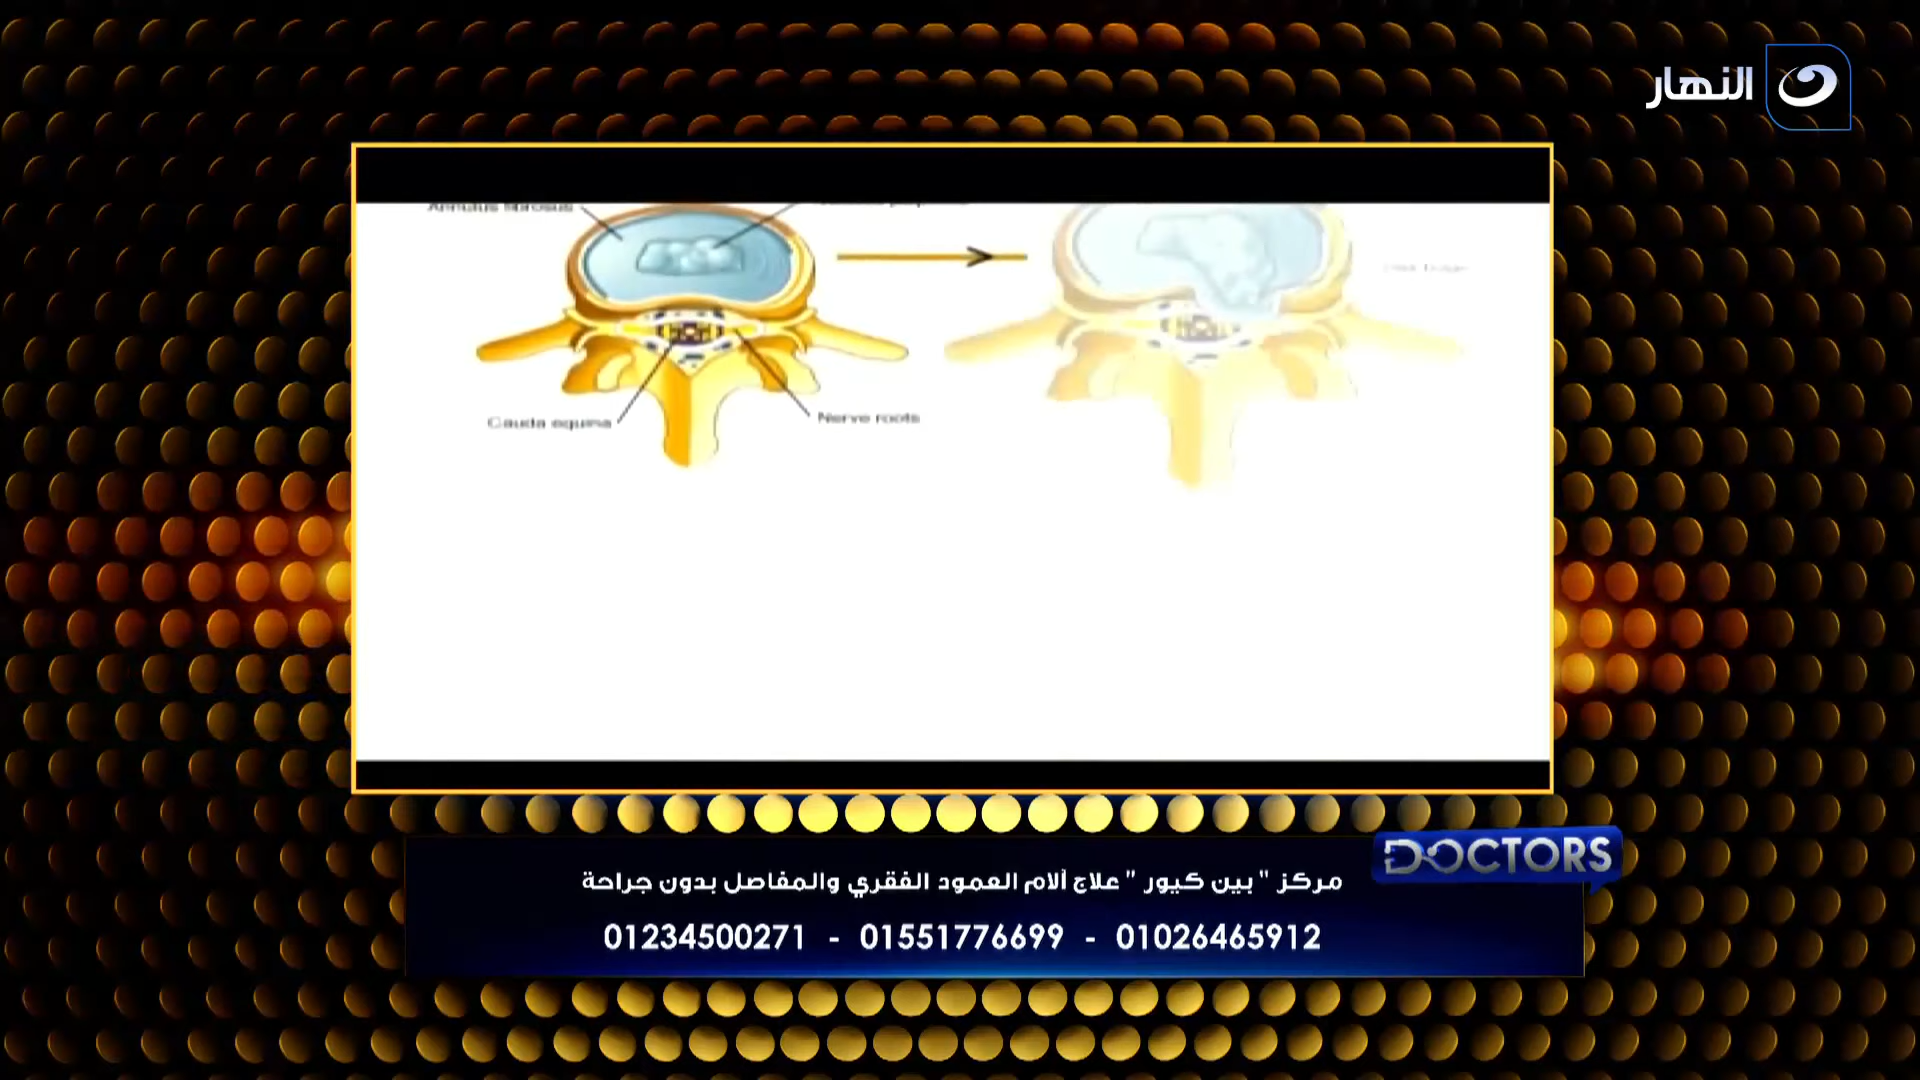 النهار
Annulus fibrosus
Cauda equina
Nerve roots
DOCTORS
مركز " بين كيور " علاج ألام العمود الفقري والمفاصل بدون جراحة
01234500271 - 01551776699 - 01026465912